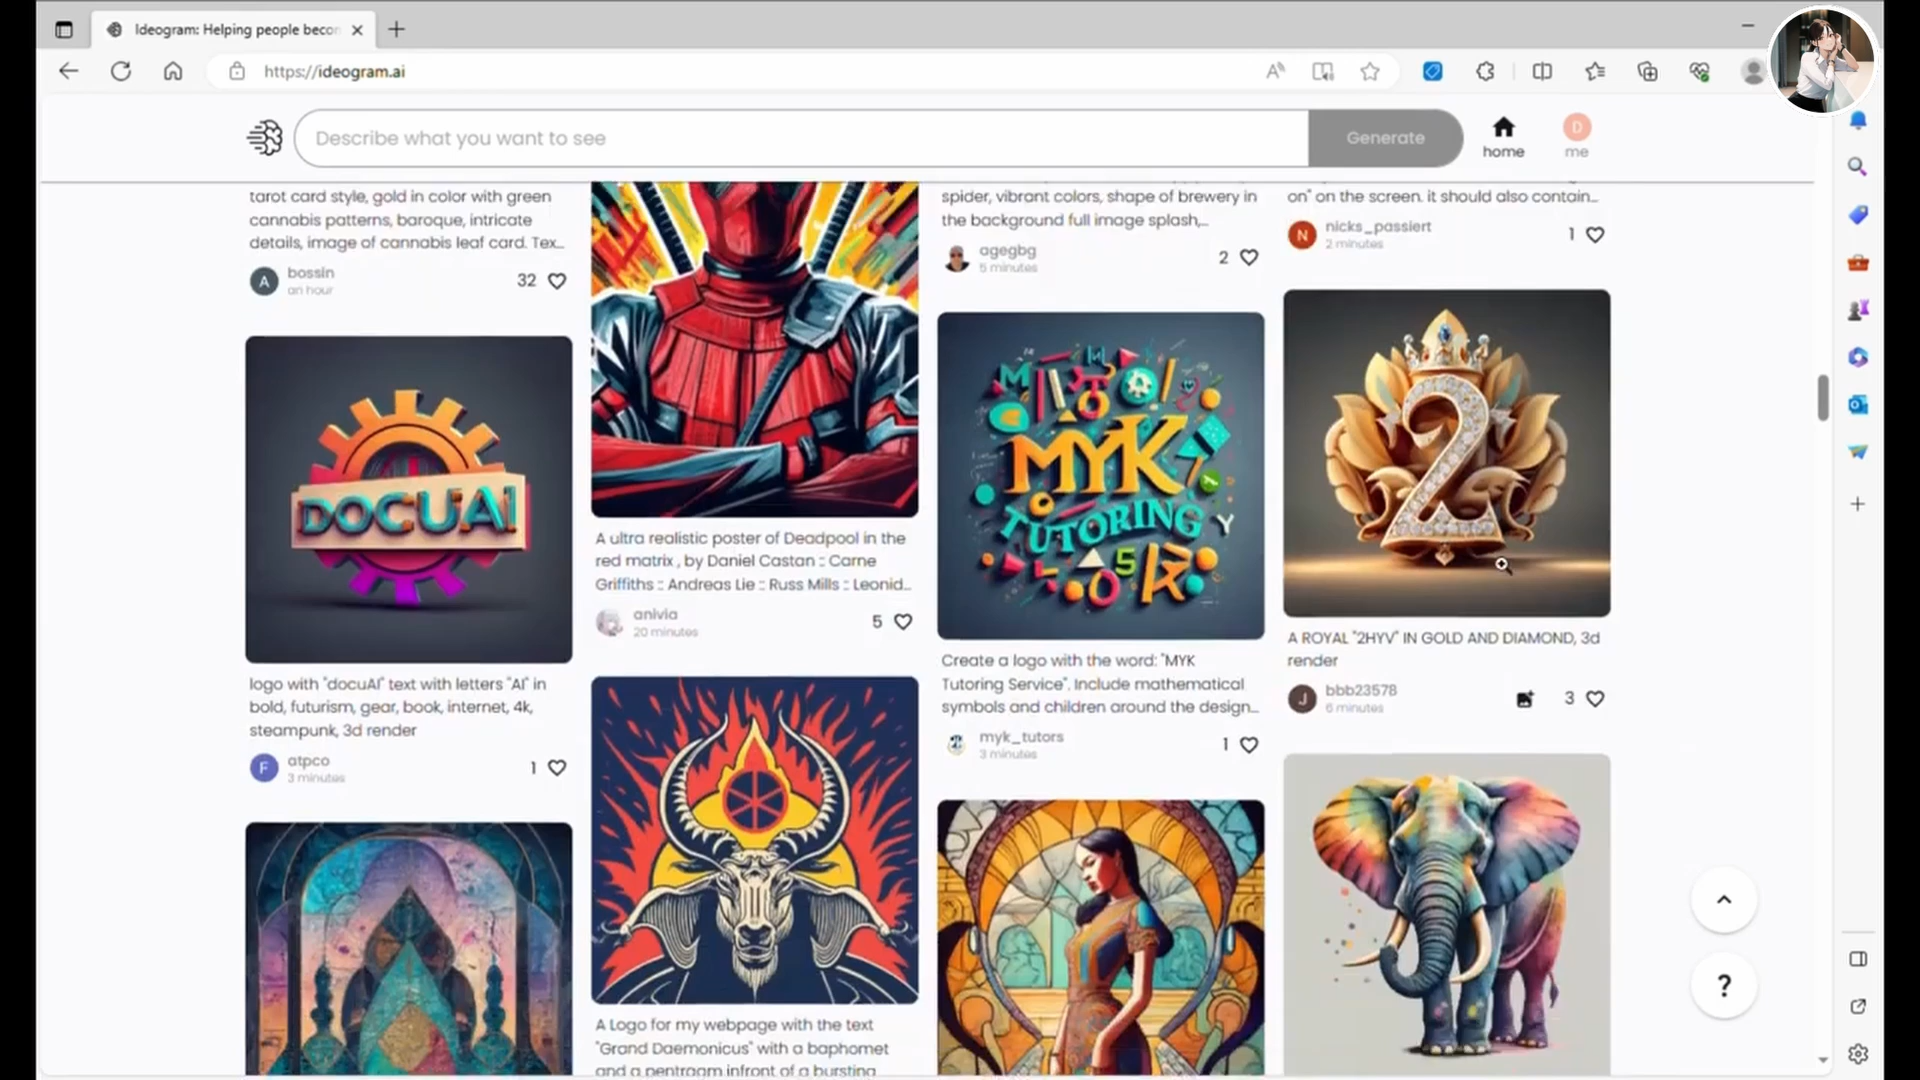 Ideogram: Helping people becon
https://ideogram.ai
Describe what you want to see
Generate
home
D
me
tarot card style, gold in color with green
cannabis patterns, baroque, intricate
details, image of cannabis leaf card. Tex...
A
bossin
an hour
32
DOCUAI
logo with "docuAI" text with letters "AI" in
bold, futurism, gear, book, internet, 4k,
steampunk, 3d render
F
atpco
3 minutes
1
A ultra realistic poster of Deadpool in the
red matrix , by Daniel Castan :: Carne
Griffiths :: Andreas Lie :: Russ Mills :: Leonid...
anivia
20 minutes
5
A Logo for my webpage with the text
"Grand Daemonicus" with a baphomet
and a pentragm infront of a bursting
spider, vibrant colors, shape of brewery in
the background full image splash,...
agegbg
5 minutes
2
MYK
TUTORING
Y
5
Create a logo with the word: "MYK
Tutoring Service". Include mathematical
symbols and children around the design...
myk_tutors
3 minutes
1
on" on the screen. it should also contain...
N
nicks_passiert
2 minutes
1
2
A ROYAL "2HYV" IN GOLD AND DIAMOND, 3d
render
J
bbb23578
6 minutes
3
?